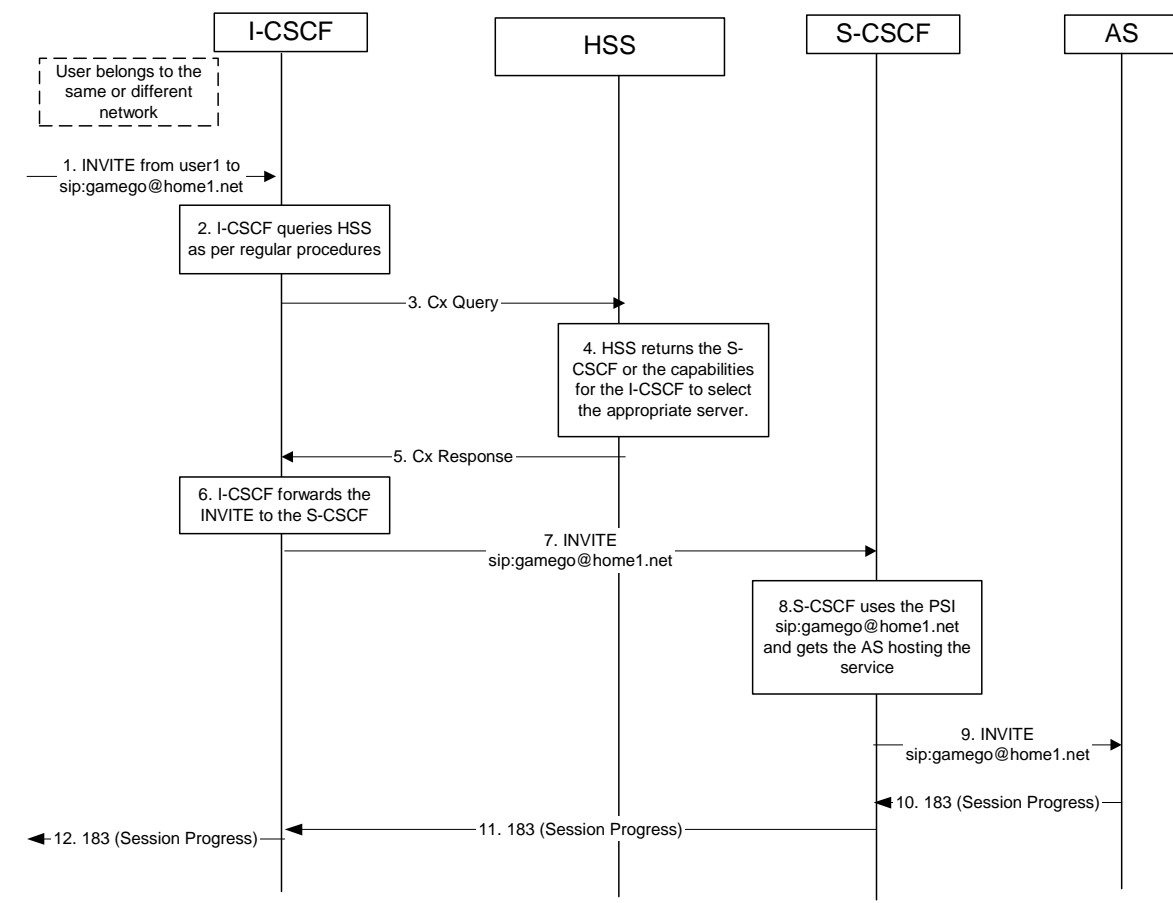 I-CSCF
HSS
S-CSCF
AS
User belongs to the
same or different
network
1. INVITE from user1 to
sip:gamego@home1.net
2. I-CSCF queries HSS
as per regular procedures
3. Cx Query
4. HSS returns the S-
CSCF or the capabilities
for the I-CSCF to select
the appropriate server.
5. Cx Response
6. I-CSCF forwards the
INVITE to the S-CSCF
7. INVITE
sip:gamego@home1.net
8.S-CSCF uses the PSI
sip:gamego@home1.net
and gets the AS hosting the
service
9. INVITE
sip:gamego@home1.net
10. 183 (Session Progress)
11. 183 (Session Progress)
12. 183 (Session Progress)